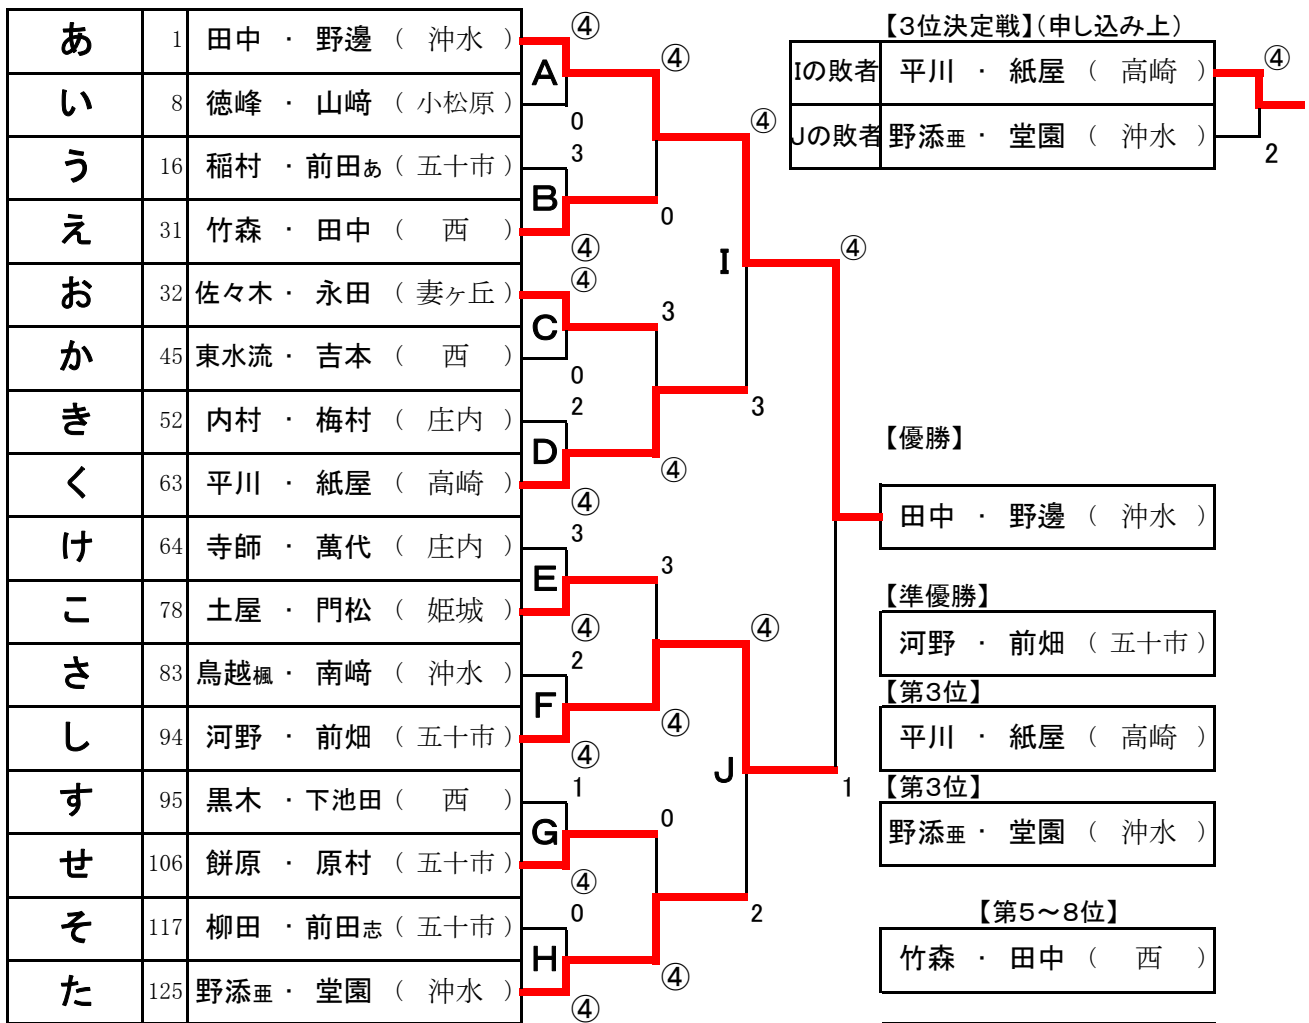 あ 1 田中 ・ 野邊 （ 沖水 ）
い 8 徳峰 ・ 山﨑 （ 小松原 ）
う 16 稲村 ・ 前田あ （ 五十市 ）
え 31 竹森 ・ 田中 （ 西 ）
お 32 佐々木 ・ 永田 （ 妻ヶ丘 ）
か 45 東水流 ・ 吉本 （ 西 ）
き 52 内村 ・ 梅村 （ 庄内 ）
く 63 平川 ・ 紙屋 （ 高崎 ）
け 64 寺師 ・ 萬代 （ 庄内 ）
こ 78 土屋 ・ 門松 （ 姫城 ）
さ 83 鳥越楓 ・ 南﨑 （ 沖水 ）
し 94 河野 ・ 前畑 （ 五十市 ）
す 95 黒木 ・ 下池田 （ 西 ）
せ 106 餅原 ・ 原村 （ 五十市 ）
そ 117 柳田 ・ 前田志 （ 五十市 ）
た 125 野添亜 ・ 堂園 （ 沖水 ）
④
A
0
3
B
④
④
C
0
2
D
④
3
E
④
2
F
④
1
G
④
0
H
④
④
0
3
④
3
④
0
④
④
I
3
④
J
2
④
1
【3位決定戦】（申し込み上）
Iの敗者 平川 ・ 紙屋 （ 高崎 ） ④
Jの敗者 野添亜 ・ 堂園 （ 沖水 ） 2
【優勝】
田中 ・ 野邊 （ 沖水 ）
【準優勝】
河野 ・ 前畑 （ 五十市 ）
【第3位】
平川 ・ 紙屋 （ 高崎 ）
【第3位】
野添亜 ・ 堂園 （ 沖水 ）
【第5～8位】
竹森 ・ 田中 （ 西 ）